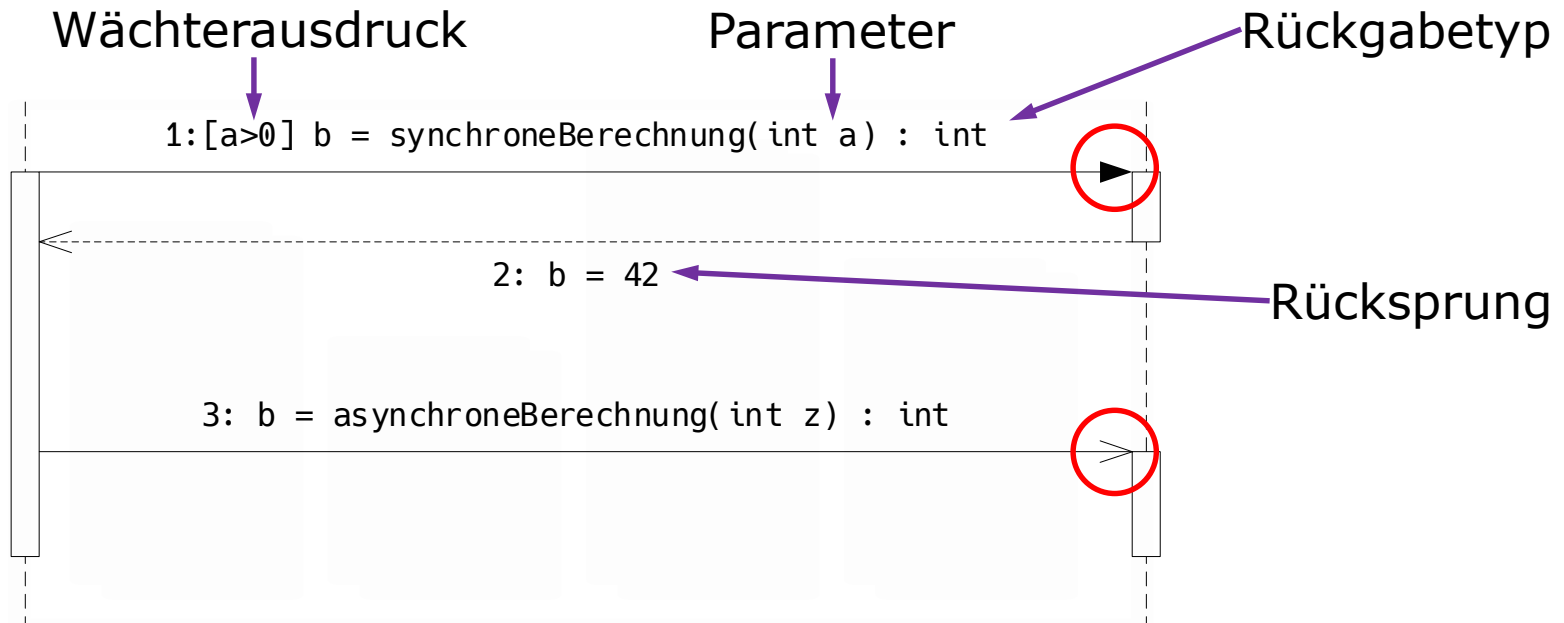 Wächterausdruck Parameter Rückgabetyp
1:[a>0] b = synchroneBerechnung(int a) : int
2: b = 42
Rücksprung
3: b = asynchroneBerechnung(int z) : int